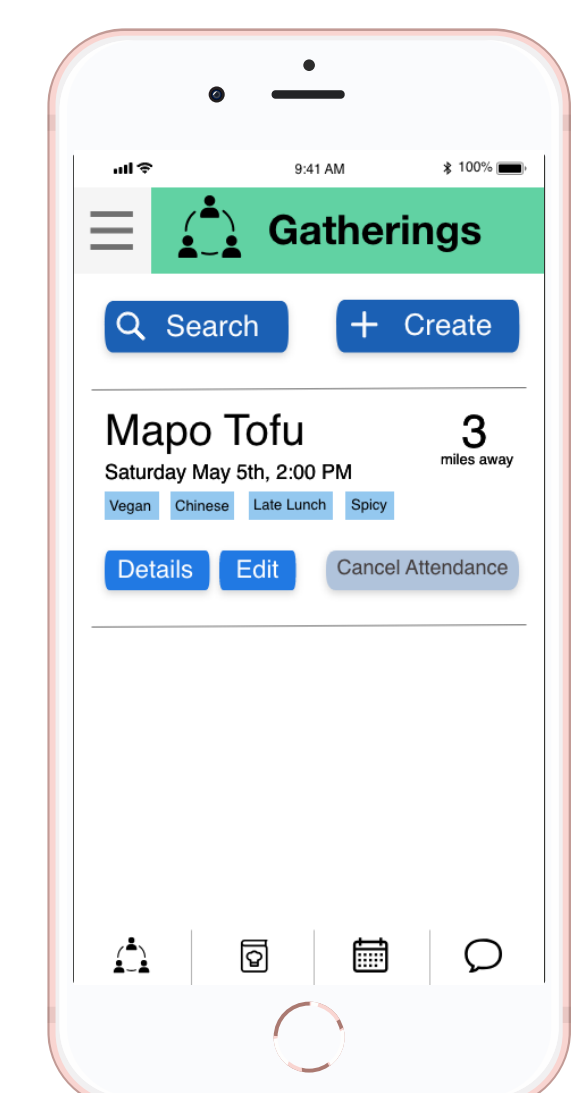 9:41 AM 100%
Gatherings
Search Create
Mapo Tofu 3
Saturday May 5th, 2:00 PM miles away
Vegan Chinese Late Lunch Spicy
Details Edit Cancel Attendance